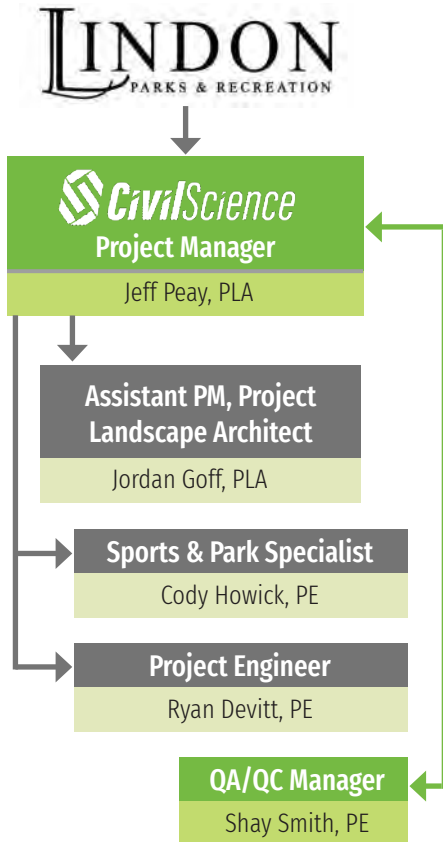 LINDON
PARKS & RECREATION
CivilScience
Project Manager
Jeff Peay, PLA
Assistant PM, Project
Landscape Architect
Jordan Goff, PLA
Sports & Park Specialist
Cody Howick, PE
Project Engineer
Ryan Devitt, PE
QA/QC Manager
Shay Smith, PE